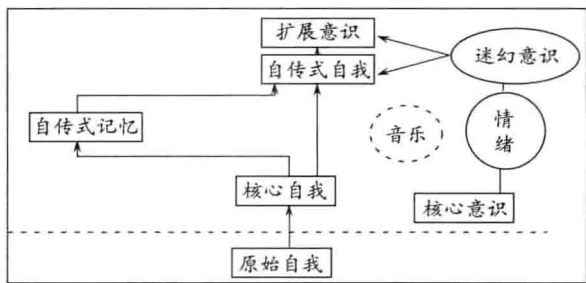 扩展意识
自传式自我
迷幻意识
自传式记忆
音乐
情
绪
核心自我
核心意识
原始自我